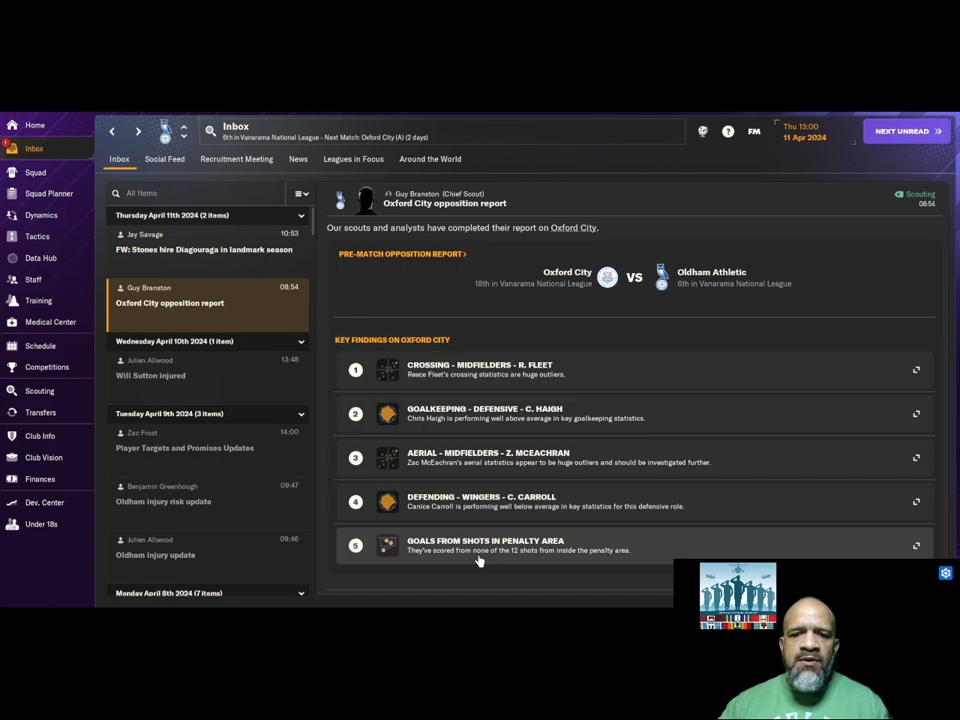 Home
Inbox
Squad
Squad Planner
Dynamics
Tactics
Data Hub
Staff
Training
Medical Center
Schedule
Competitions
Scouting
Transfers
Club Info
Club Vision
Finances
Dev. Center
Under 18s
Inbox
6th in Vanarama National League - Next Match: Oxford City (A) (2 days)
?
FM
Thu 13:00
11 Apr 2024
NEXT UNREAD
Inbox
Social Feed
Recruitment Meeting
News
Leagues in Focus
Around the World
All Items
Thursday April 11th 2024 (2 items)
Jay Savage
10:53
FW: Stones hire Diagouraga in landmark season
Guy Branston
08:54
Oxford City opposition report
Wednesday April 10th 2024 (1 item)
Julien Allwood
13:48
Will Sutton injured
Tuesday April 9th 2024 (3 items)
Zac Frost
14:00
Player Targets and Promises Updates
Benjamin Greenhough
09:47
Oldham injury risk update
Julien Allwood
09:46
Oldham injury update
Monday April 8th 2024 (7 items)
Guy Branston (Chief Scout)
Oxford City opposition report
Scouting
08:54
Our scouts and analysts have completed their report on Oxford City.
PRE-MATCH OPPOSITION REPORT>
Oxford City
18th in Vanarama National League
VS
Oldham Athletic
6th in Vanarama National League
KEY FINDINGS ON OXFORD CITY
1
CROSSING - MIDFIELDERS - R. FLEET
Reece Fleet's crossing statistics are huge outliers.
2
GOALKEEPING - DEFENSIVE - C. HAIGH
Chris Haigh is performing well above average in key goalkeeping statistics.
3
AERIAL - MIDFIELDERS - Z. MCEACHRAN
Zac McEachran's aerial statistics appear to be huge outliers and should be investigated further.
4
DEFENDING - WINGERS - C. CARROLL
Canice Carroll is performing well below average in key statistics for this defensive role.
5
GOALS FROM SHOTS IN PENALTY AREA
They've scored from none of the 12 shots from inside the penalty area.